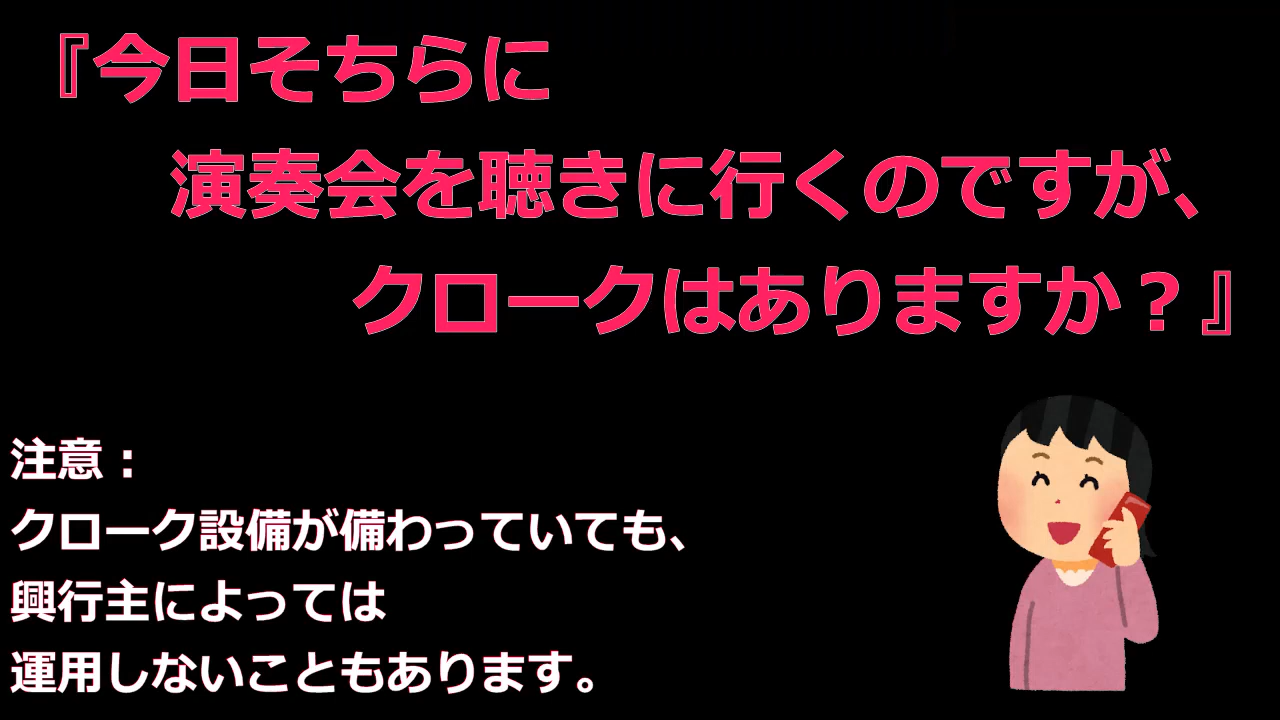 『今日そちらに
演奏会を聴きに行くのですが、
クロークはありますか？』
注意：
クローク設備が備わっていても、
興行主によっては
運用しないこともあります。